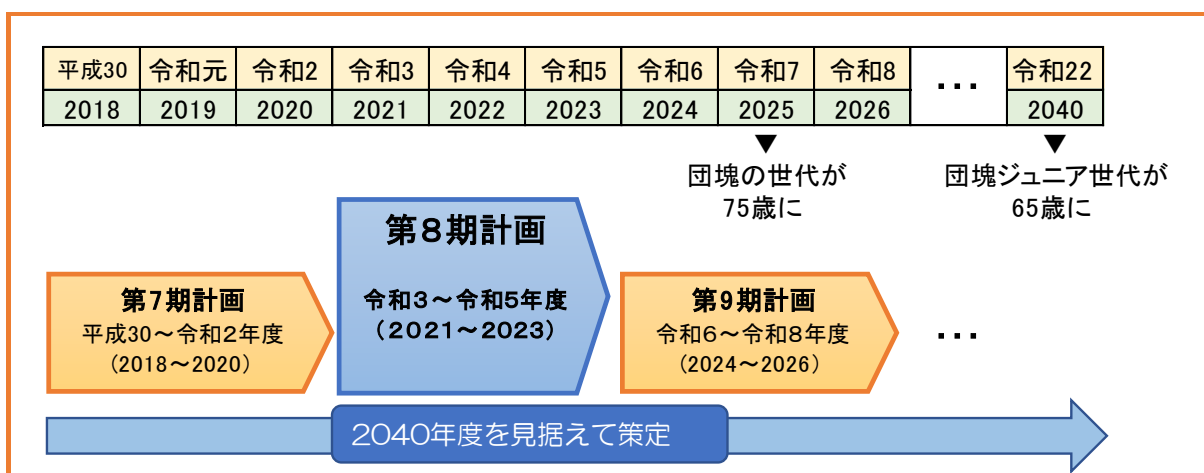 平成30 令和元 令和2 令和3 令和4 令和5 令和6 令和7 令和8 ... 令和22
2018 2019 2020 2021 2022 2023 2024 2025 2026 2040
▼ ▼
団塊の世代が
75歳に
団塊ジュニア世代が
65歳に
第7期計画
平成30～令和2年度
（2018～2020）
第８期計画
令和３～令和５年度
（２０２１～２０２３）
第9期計画
令和６～令和８年度
（2024～2026）
...
2040年度を見据えて策定